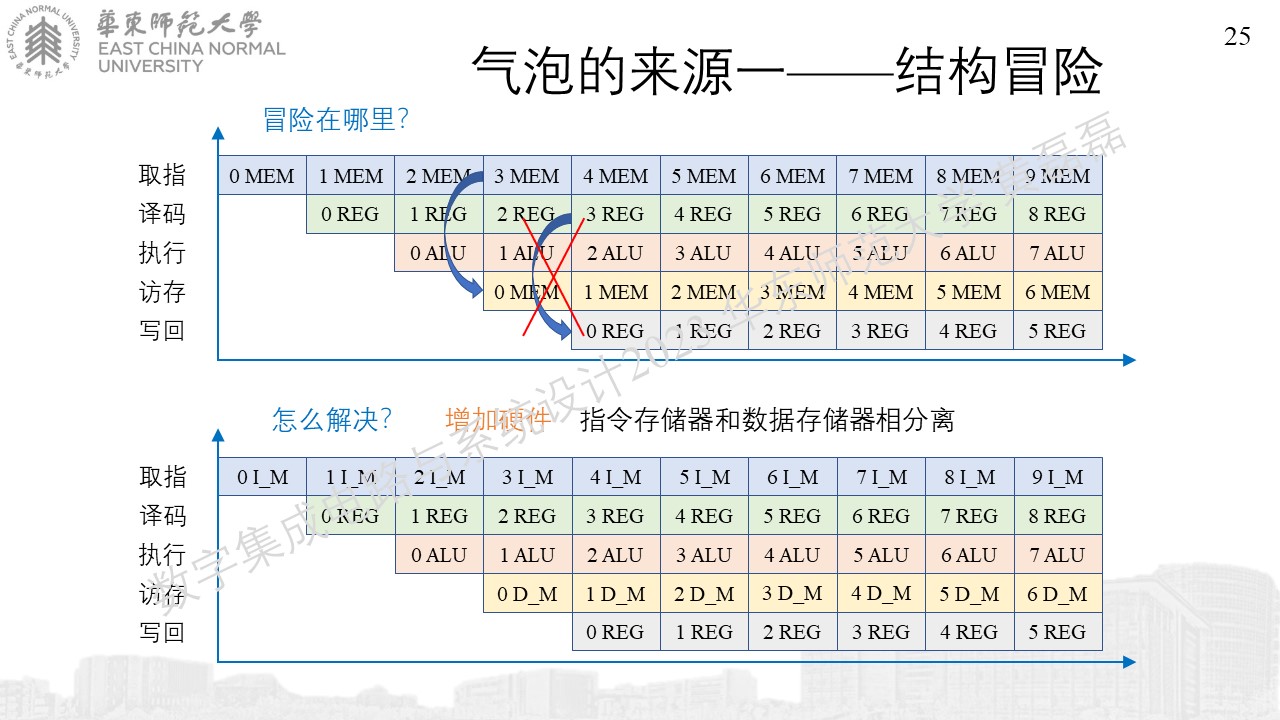 華東師範大學
EAST CHINA NORMAL
UNIVERSITY
EAST CHINA NORMAL UNIVERSITY
華東師範大學
25
气泡的来源一——结构冒险
冒险在哪里?
取指 0 MEM 1 MEM 2 MEM 3 MEM 4 MEM 5 MEM 6 MEM 7 MEM 8 MEM 9 MEM
译码 0 REG 1 REG 2 REG 3 REG 4 REG 5 REG 6 REG 7 REG 8 REG
执行 0 ALU 1 ALU 2 ALU 3 ALU 4 ALU 5 ALU 6 ALU 7 ALU
访存 0 MEM 1 MEM 2 MEM 3 MEM 4 MEM 5 MEM 6 MEM
写回 0 REG 1 REG 2 REG 3 REG 4 REG 5 REG
怎么解决? 增加硬件 指令存储器和数据存储器相分离
取指 0 I_M 1 I_M 2 I_M 3 I_M 4 I_M 5 I_M 6 I_M 7 I_M 8 I_M 9 I_M
译码 0 REG 1 REG 2 REG 3 REG 4 REG 5 REG 6 REG 7 REG 8 REG
执行 0 ALU 1 ALU 2 ALU 3 ALU 4 ALU 5 ALU 6 ALU 7 ALU
访存 0 D_M 1 D_M 2 D_M 3 D_M 4 D_M 5 D_M 6 D_M
写回 0 REG 1 REG 2 REG 3 REG 4 REG 5 REG
数字集成电路与系统设计2023 华东师范大学 黄磊磊